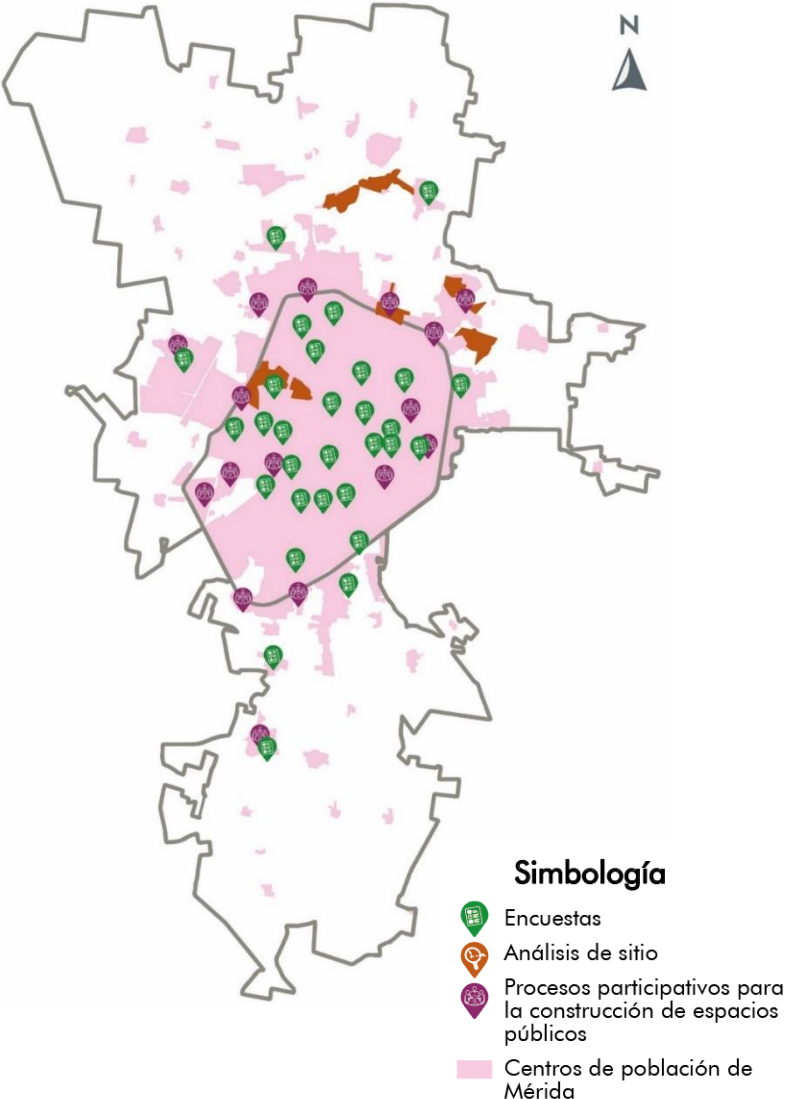 N
Simbología
Encuestas
Análisis de sitio
Procesos participativos para
la construcción de espacios
públicos
Centros de población de
Mérida